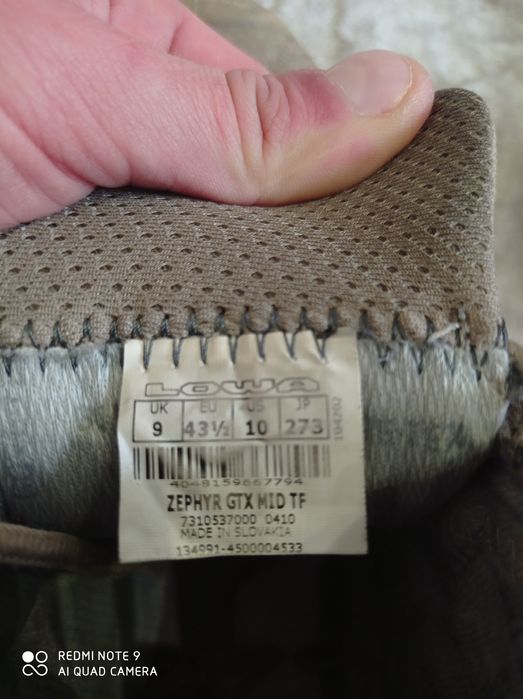 LOWA
UK EU US JP
9 43½ 10 273
104202
4048159667794
ZEPHYR GTX MID TF
7310537000 0410
MADE IN SLOVAKIA
134991-4500004533
REDMI NOTE 9
AI QUAD CAMERA